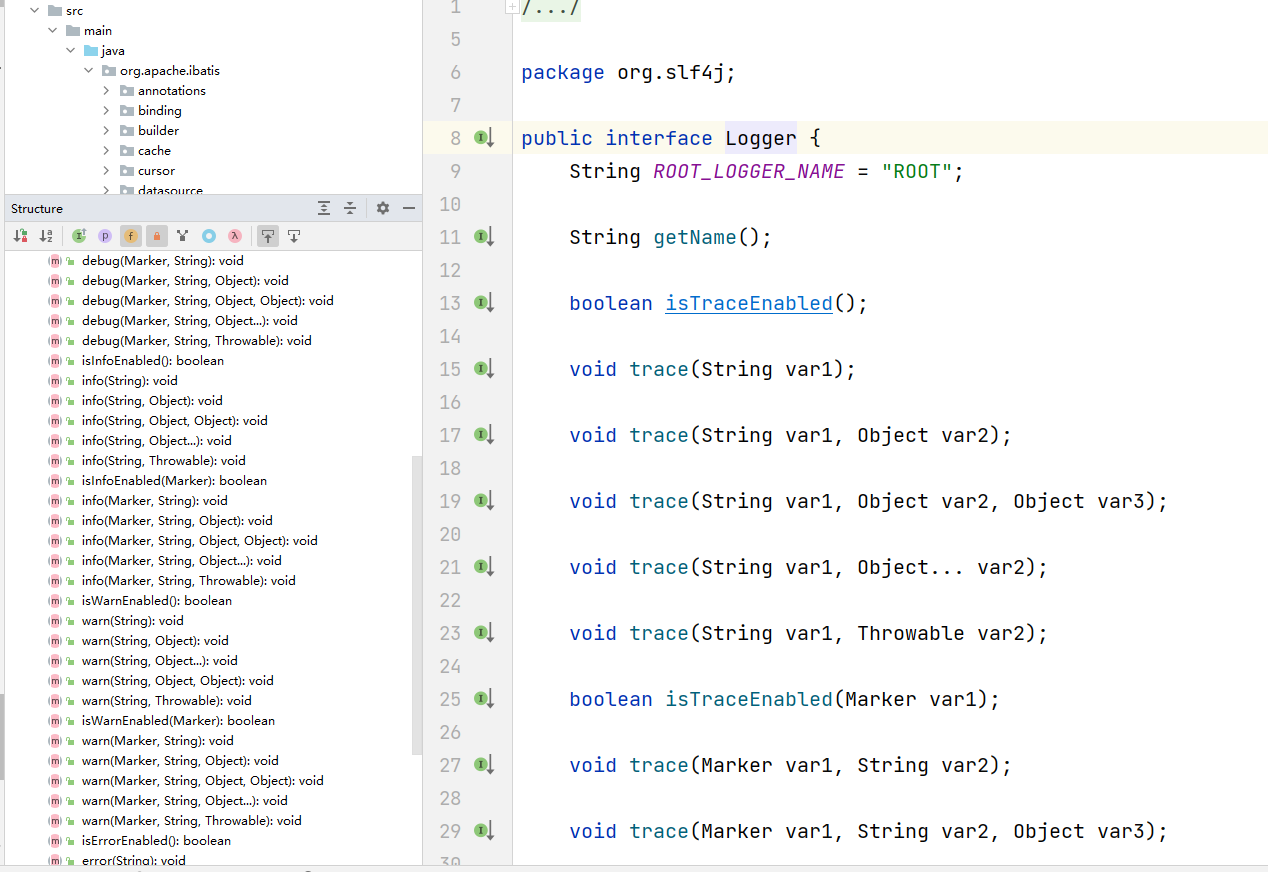 src
main
java
org.apache.ibatis
annotations
binding
builder
cache
cursor
datasource
Structure
debug(Marker, String): void
debug(Marker, String, Object): void
debug(Marker, String, Object, Object): void
debug(Marker, String, Object...): void
debug(Marker, String, Throwable): void
isInfoEnabled(): boolean
info(String): void
info(String, Object): void
info(String, Object, Object): void
info(String, Object...): void
info(String, Throwable): void
isInfoEnabled(Marker): boolean
info(Marker, String): void
info(Marker, String, Object): void
info(Marker, String, Object, Object): void
info(Marker, String, Object...): void
info(Marker, String, Throwable): void
isWarnEnabled(): boolean
warn(String): void
warn(String, Object): void
warn(String, Object...): void
warn(String, Object, Object): void
warn(String, Throwable): void
isWarnEnabled(Marker): boolean
warn(Marker, String): void
warn(Marker, String, Object): void
warn(Marker, String, Object, Object): void
warn(Marker, String, Object...): void
warn(Marker, String, Throwable): void
isErrorEnabled(): boolean
error(String): void
1 /.../
5
6 package org.slf4j;
7
8 public interface Logger {
9 String ROOT_LOGGER_NAME = "ROOT";
10
11 String getName();
12
13 boolean isTraceEnabled();
14
15 void trace(String var1);
16
17 void trace(String var1, Object var2);
18
19 void trace(String var1, Object var2, Object var3);
20
21 void trace(String var1, Object... var2);
22
23 void trace(String var1, Throwable var2);
24
25 boolean isTraceEnabled(Marker var1);
26
27 void trace(Marker var1, String var2);
28
29 void trace(Marker var1, String var2, Object var3);
30